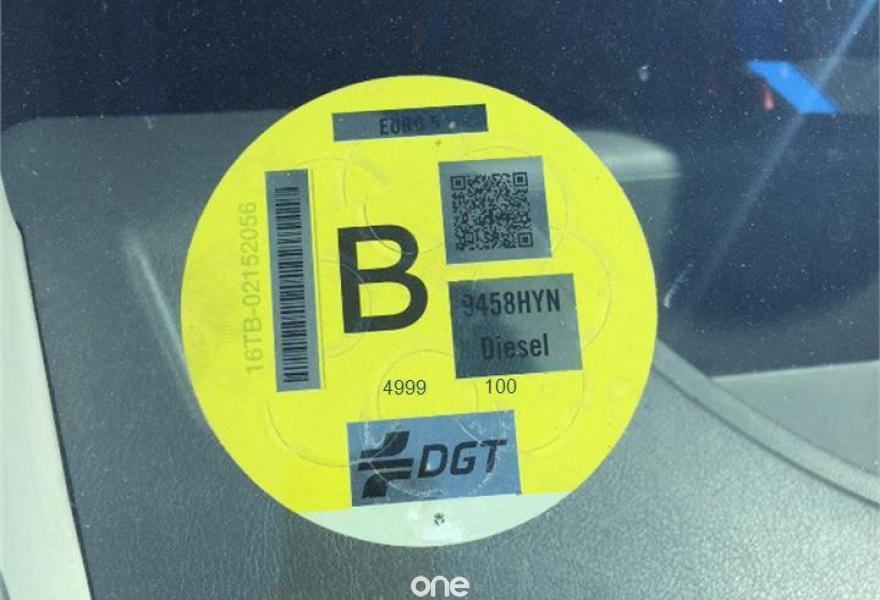 EURO 5
16TB-02152056
B
9458HYN
Diesel
4999 100
DGT
one